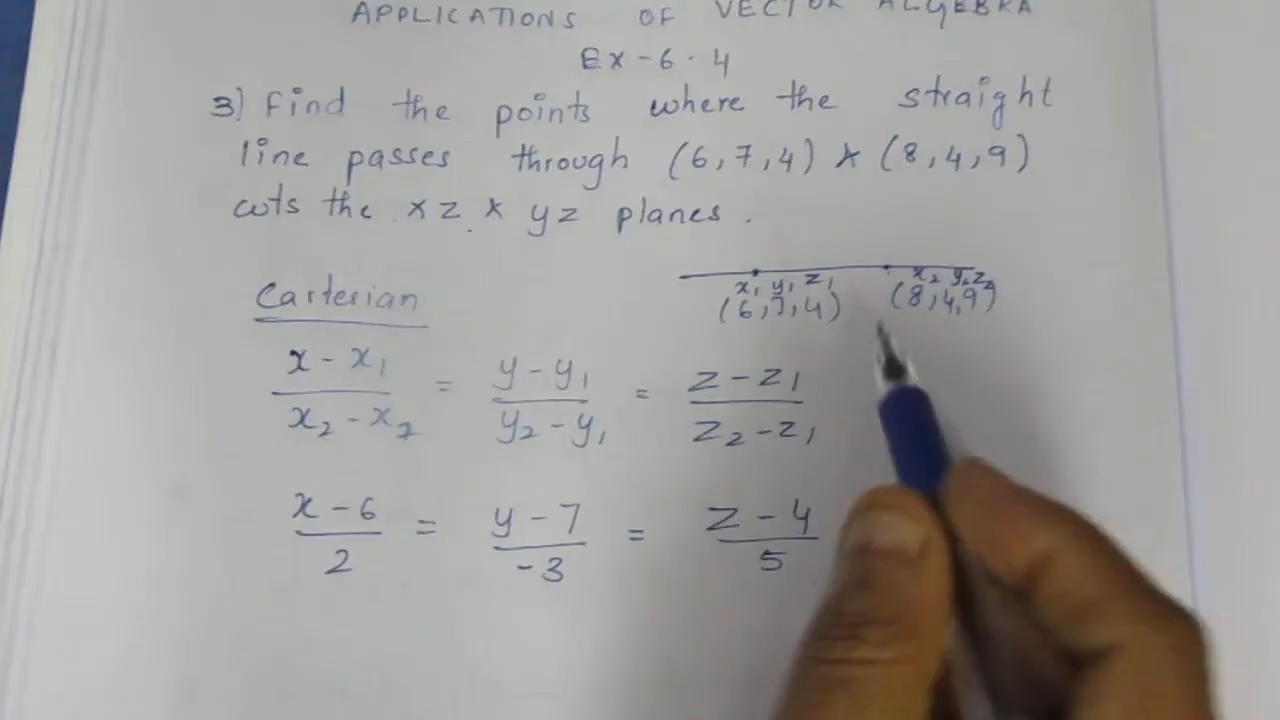 APPLICATIONS OF VECTOR ALGEBRA
Ex-6.4
3) Find the points where the straight
line passes through (6,7,4) & (8,4,9)
cuts the xz & yz planes.
x₁ y₁ z₁ x₂ y₂ z₂
(6,7,4) (8,4,9)
Carterian
x - x₁ / x₂ - x₂ = y - y₁ / y₂ - y₁ = z - z₁ / z₂ - z₁
x - 6 / 2 = y - 7 / -3 = z - 4 / 5